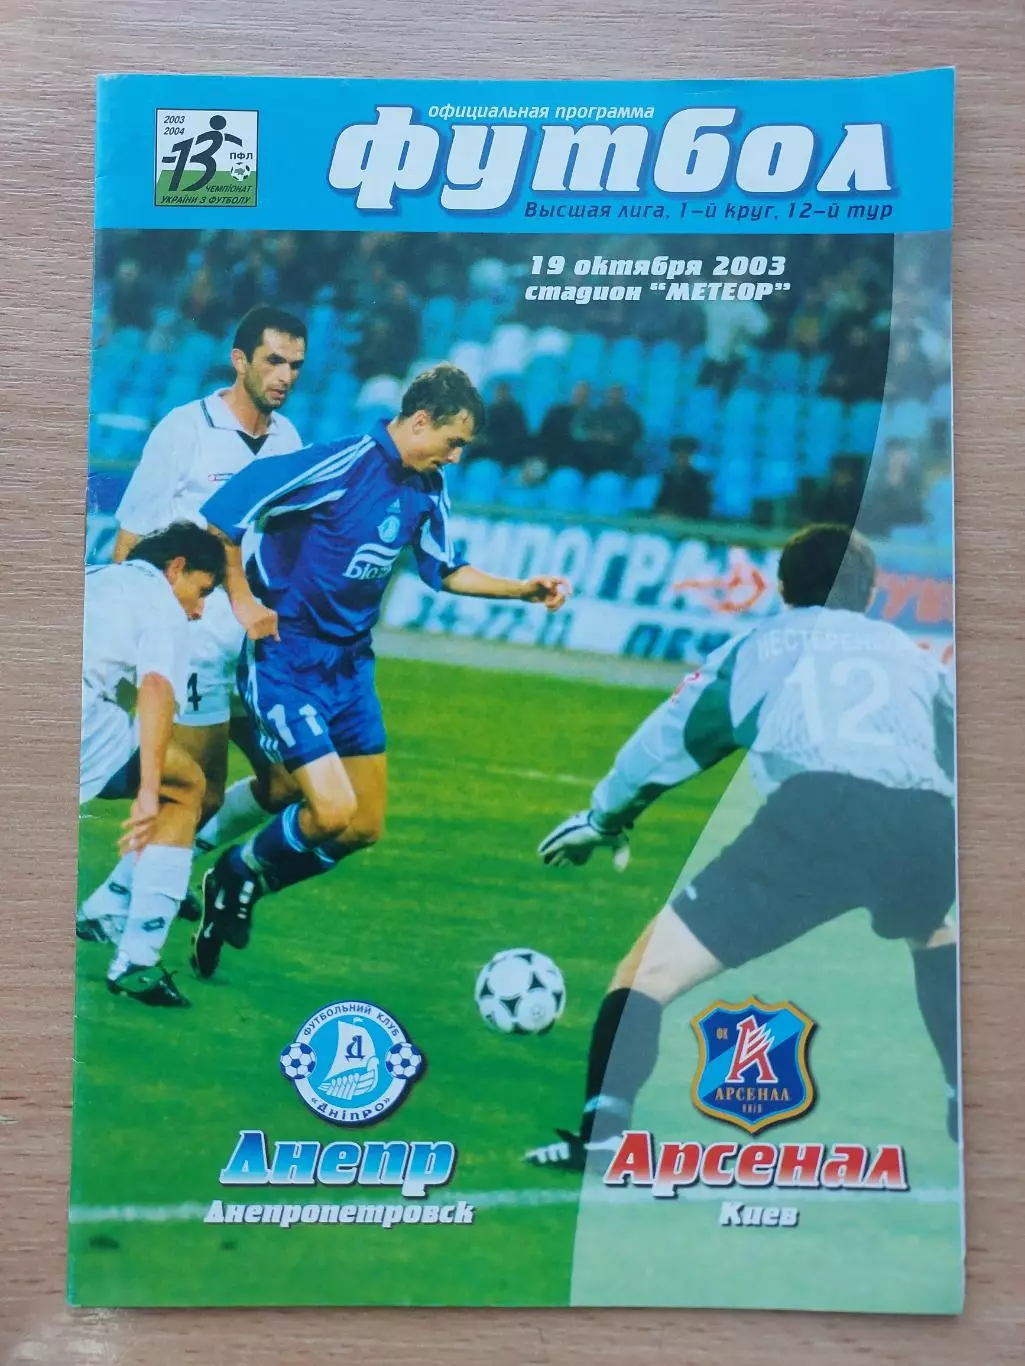 2003
2004
13
ПФЛ
ЧЕМПІОНАТ
УКРАЇНИ З ФУТБОЛУ
официальная программа
Футбол
Высшая лига, 1-й круг, 12-й тур
19 октября 2003
стадион "МЕТЕОР"
11
4
12
ФУТБОЛЬНИЙ КЛУБ
Д
«ДНІПРО»
ФК
А
АРСЕНАЛ
КИЇВ
Днепр
Арсенал
Днепропетровск
Киев